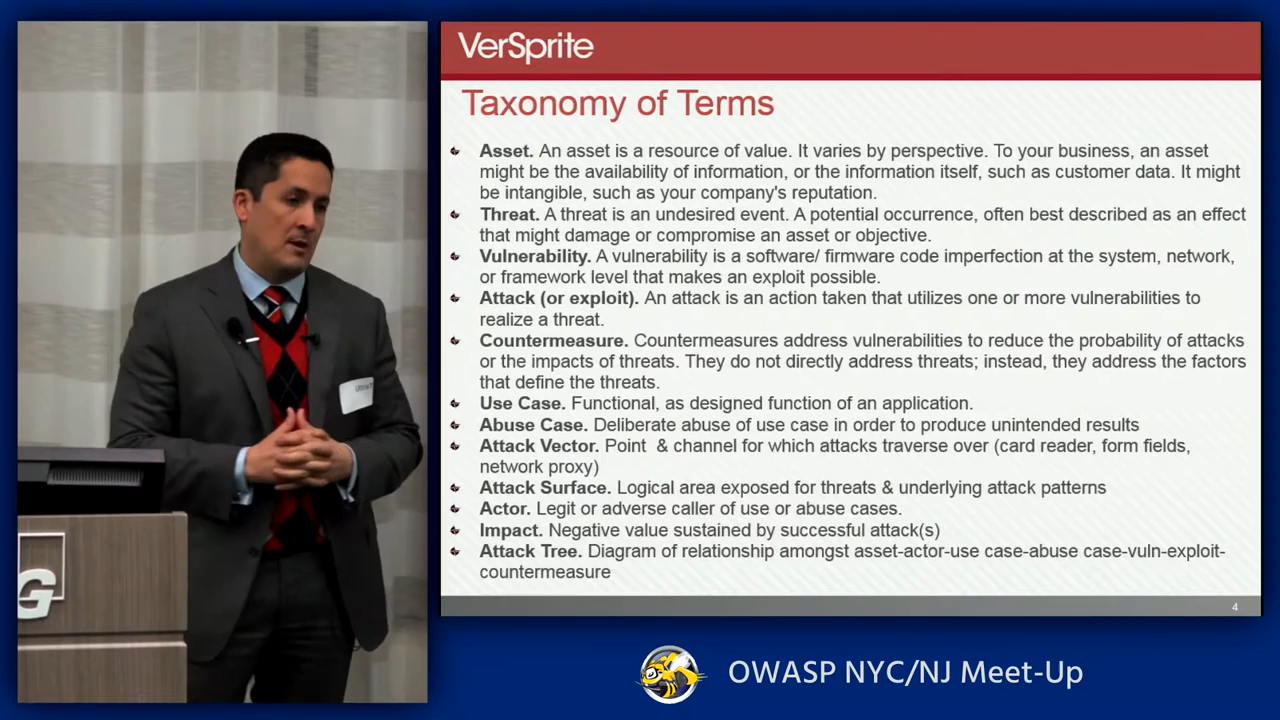 VerSprite
Taxonomy of Terms
Asset. An asset is a resource of value. It varies by perspective. To your business, an asset
might be the availability of information, or the information itself, such as customer data. It might
be intangible, such as your company's reputation.
Threat. A threat is an undesired event. A potential occurrence, often best described as an effect
that might damage or compromise an asset or objective.
Vulnerability. A vulnerability is a software/ firmware code imperfection at the system, network,
or framework level that makes an exploit possible.
Attack (or exploit). An attack is an action taken that utilizes one or more vulnerabilities to
realize a threat.
Countermeasure. Countermeasures address vulnerabilities to reduce the probability of attacks
or the impacts of threats. They do not directly address threats; instead, they address the factors
that define the threats.
Use Case. Functional, as designed function of an application.
Abuse Case. Deliberate abuse of use case in order to produce unintended results
Attack Vector. Point & channel for which attacks traverse over (card reader, form fields,
network proxy)
Attack Surface. Logical area exposed for threats & underlying attack patterns
Actor. Legit or adverse caller of use or abuse cases.
Impact. Negative value sustained by successful attack(s)
Attack Tree. Diagram of relationship amongst asset-actor-use case-abuse case-vuln-exploit-
countermeasure
4
G
OWASP NYC/NJ Meet-Up